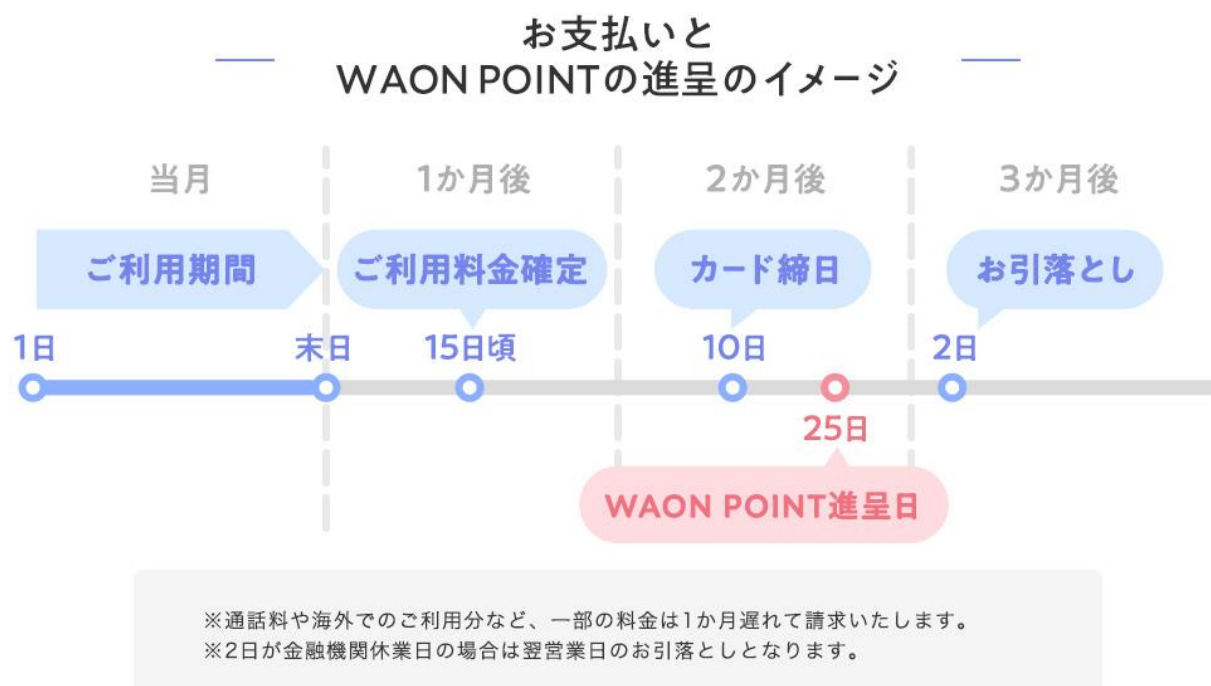 お支払いと
WAON POINTの進呈のイメージ
当月
1か月後
2か月後
3か月後
ご利用期間
ご利用料金確定
カード締日
お引落とし
1日
末日
15日頃
10日
2日
25日
WAON POINT進呈日
※通話料や海外でのご利用分など、一部の料金は1か月遅れて請求いたします。
※2日が金融機関休業日の場合は翌営業日のお引落としとなります。